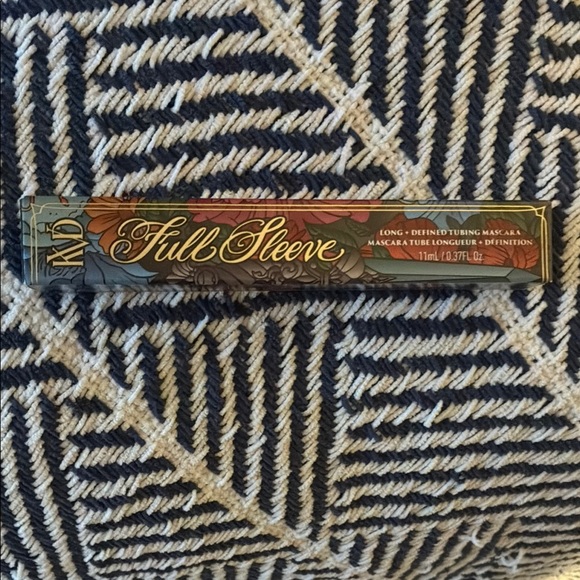 KVD
Full Sleeve
LONG + DEFINED TUBING MASCARA
MASCARA TUBE LONGUEUR + DÉFINITION
11mL / 0.37FL Oz